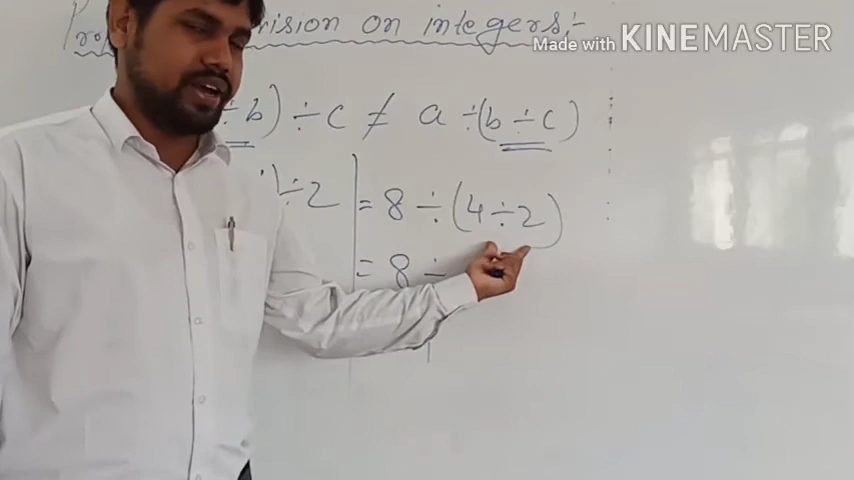 rision on integers:-
Made with KINEMASTER
÷b) ÷ c ≠ a ÷ (b ÷ c)
) ÷ 2 = 8 ÷ (4 ÷ 2)
= 8 ÷